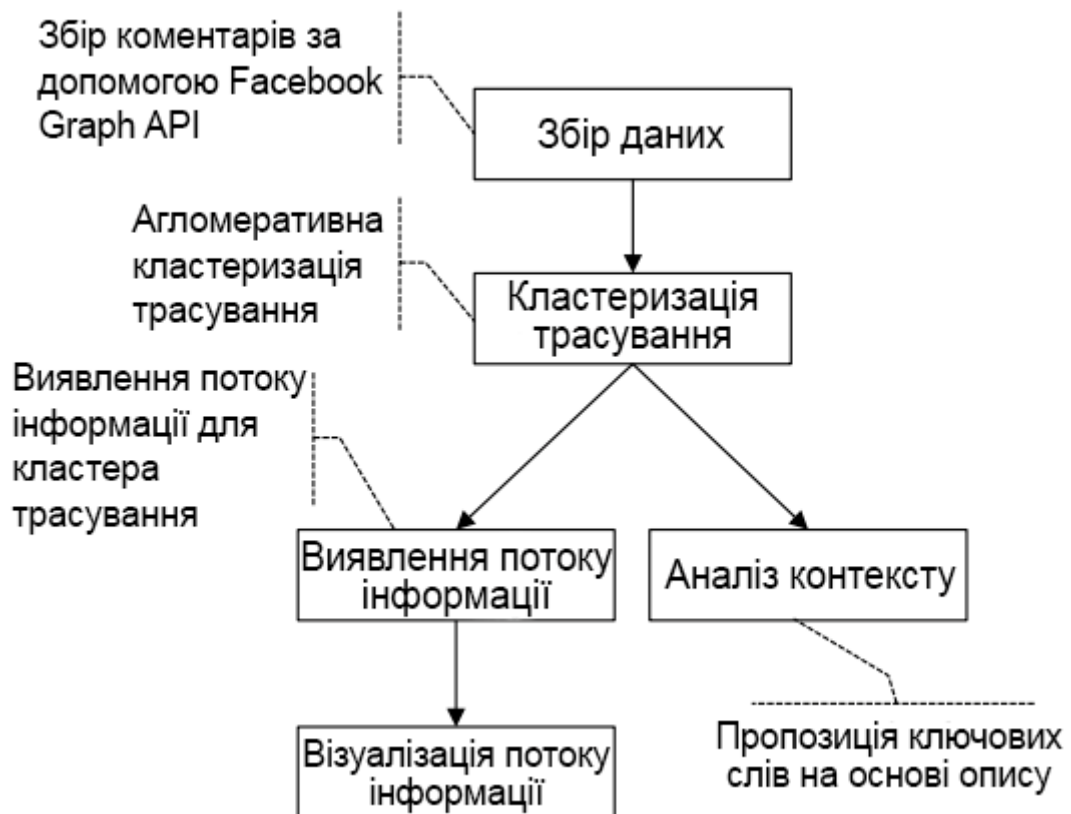 Збір коментарів за
допомогою Facebook
Graph API
Збір даних
Агломеративна
кластеризація
трасування
Кластеризація
трасування
Виявлення потоку
інформації для
кластера
трасування
Виявлення потоку
інформації
Аналіз контексту
Візуалізація потоку
інформації
Пропозиція ключових
слів на основі опису